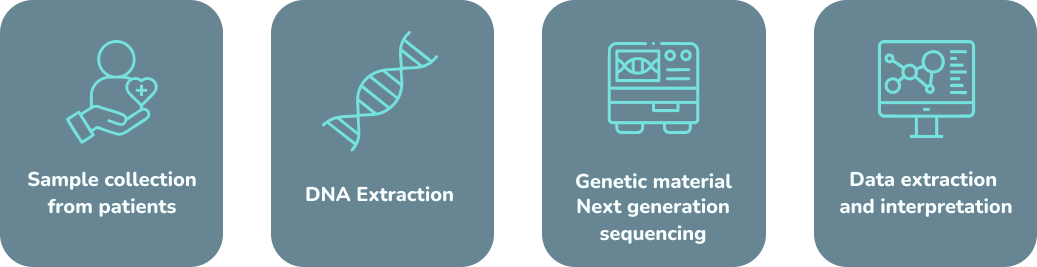 Sample collection
from patients
DNA Extraction
Genetic material
Next generation
sequencing
Data extraction
and interpretation